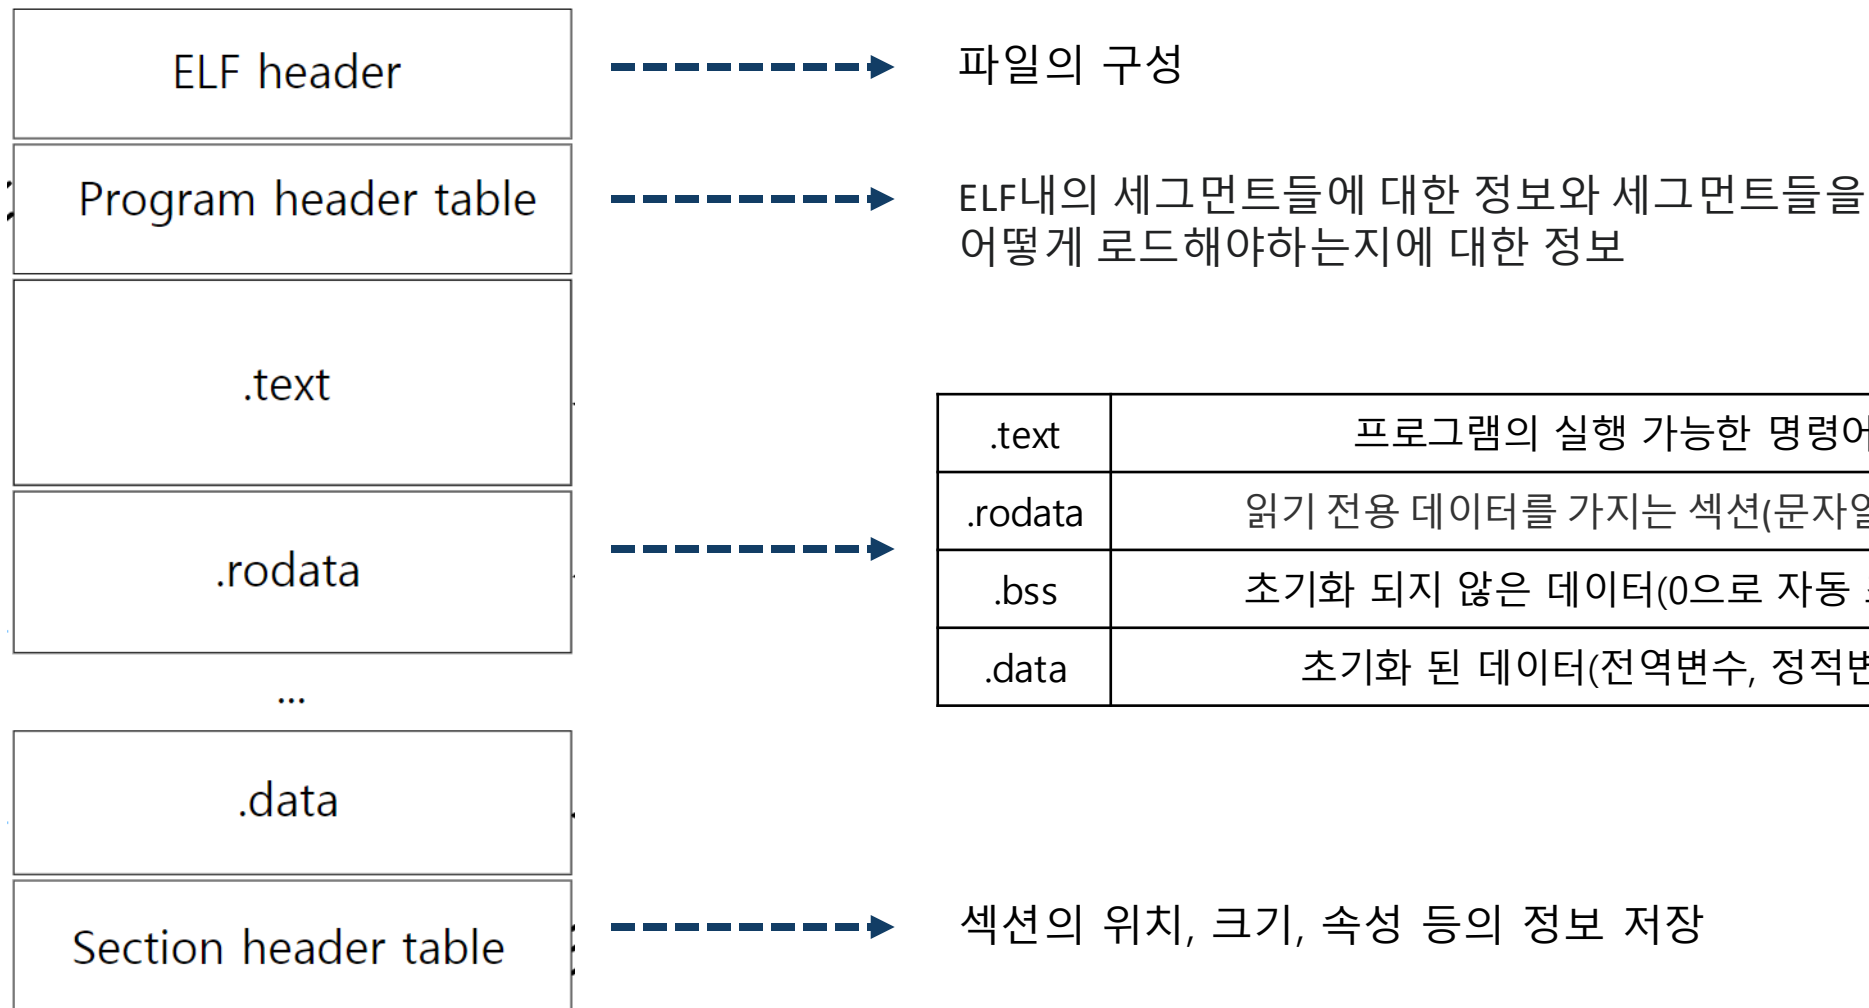 ELF header
파일의 구성
Program header table
ELF내의 세그먼트들에 대한 정보와 세그먼트들을
어떻게 로드해야하는지에 대한 정보
.text
.text 프로그램의 실행 가능한 명령어
.rodata 읽기 전용 데이터를 가지는 섹션(문자열
.bss 초기화 되지 않은 데이터(0으로 자동
.data 초기화 된 데이터(전역변수,
.rodata
...
.data
Section header table
섹션의 위치, 크기, 속성 등의 정보 저장